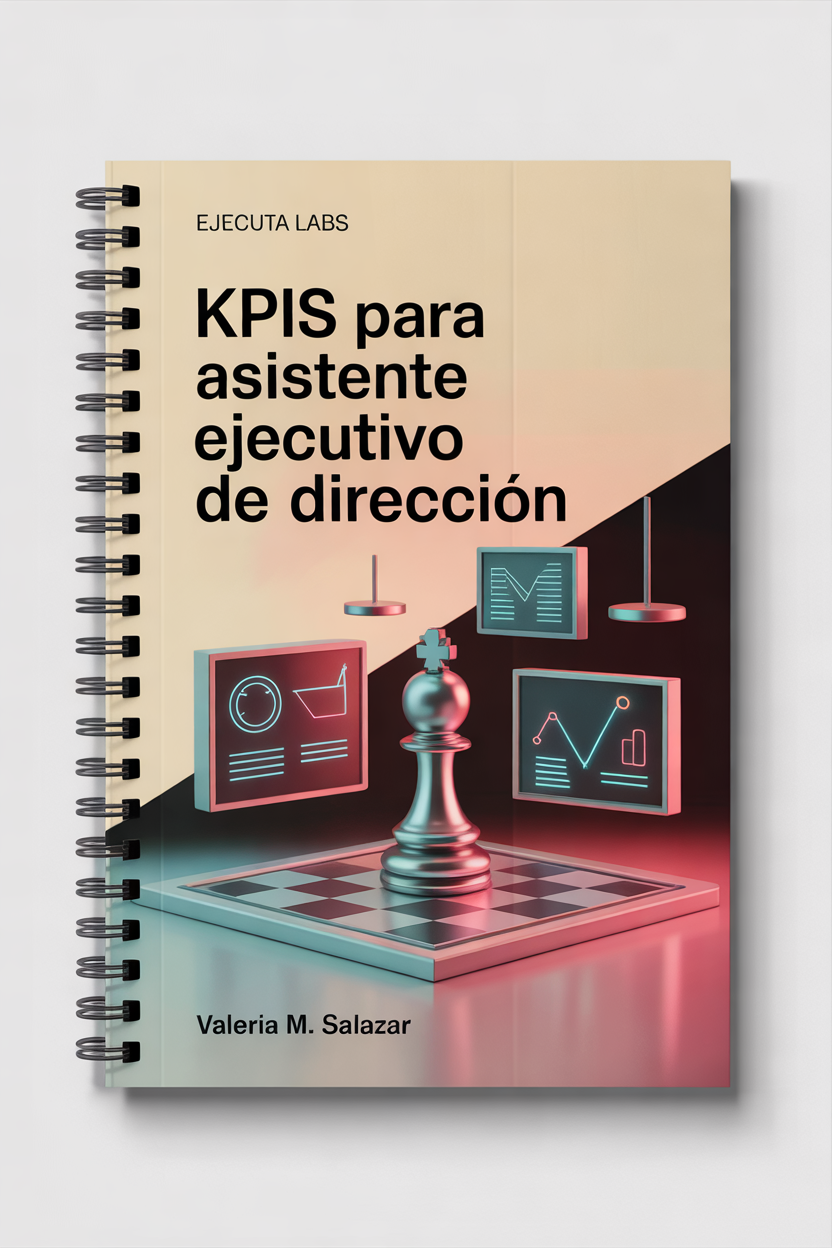 EJECUTA LABS
KPIS para
asistente
ejecutivo
de dirección
Valeria M. Salazar